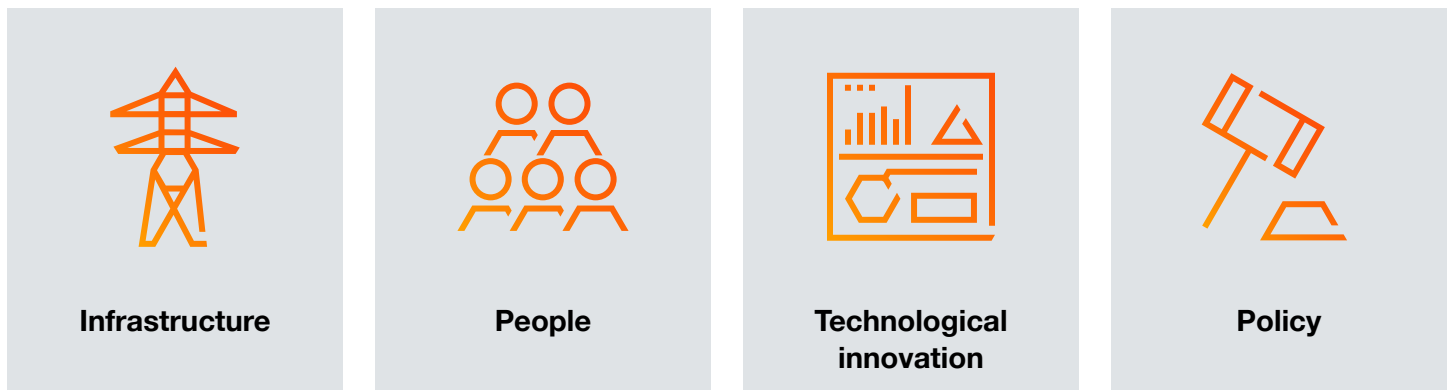 Infrastructure
People
Technological
innovation
Policy